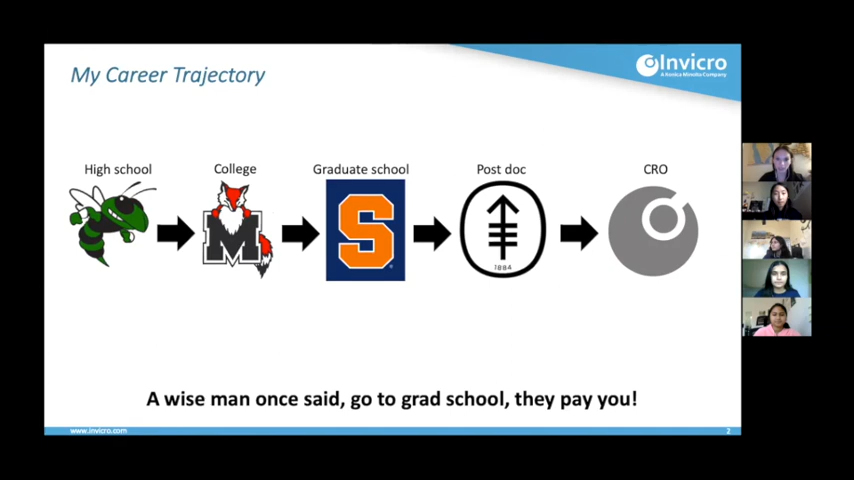 My Career Trajectory
Invicro
A Konica Minolta Company
High school
College
Graduate school
Post doc
CRO
M
S
1884
A wise man once said, go to grad school, they pay you!
www.invicro.com
2